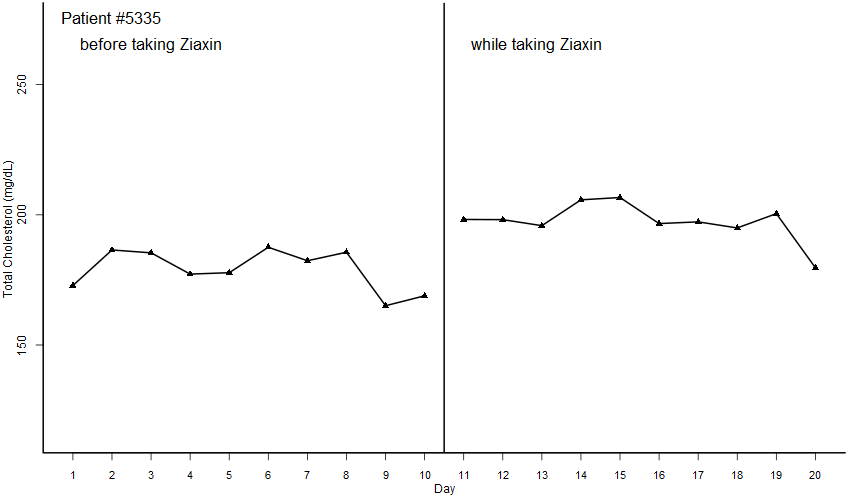 Patient #5335
before taking Ziaxin
while taking Ziaxin
Total Cholesterol (mg/dL)
250
200
150
1 2 3 4 5 6 7 8 9 10 11 12 13 14 15 16 17 18 19 20
Day